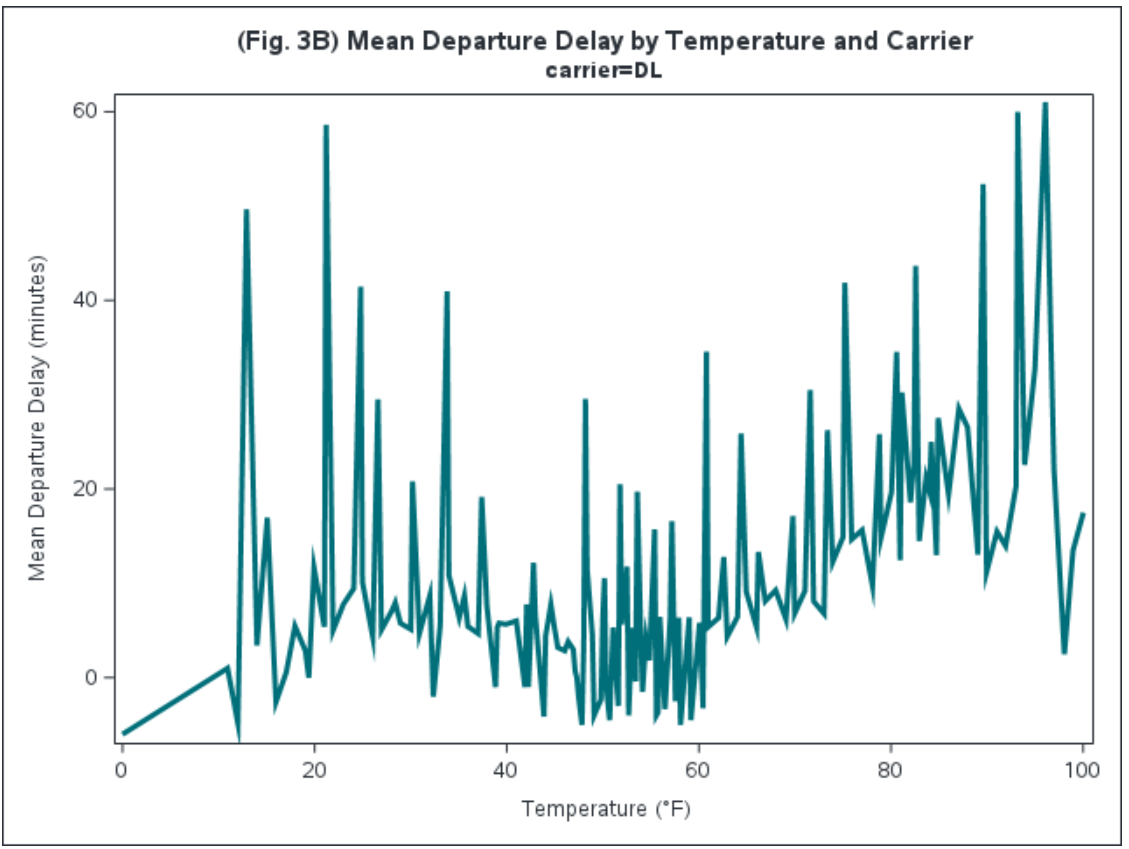 (Fig. 3B) Mean Departure Delay by Temperature and Carrier
carrier=DL
60
40
20
0
Mean Departure Delay (minutes)
0 20 40 60 80 100
Temperature (°F)